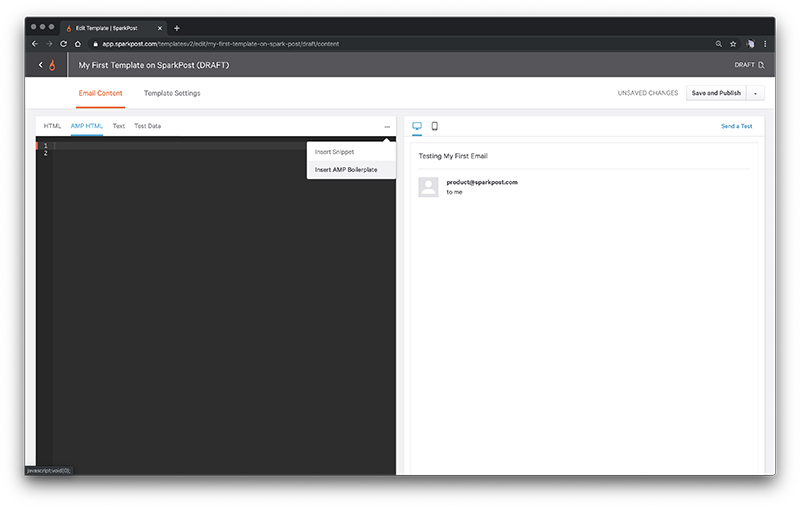 Edit Template | SparkPost
app.sparkpost.com/templatesv2/edit/my-first-template-on-spark-post/draft/content
My First Template on SparkPost (DRAFT)
DRAFT
Email Content
Template Settings
UNSAVED CHANGES
Save and Publish
HTML
AMP HTML
Text
Test Data
Insert Snippet
Insert AMP Boilerplate
1
2
Send a Test
Testing My First Email
product@sparkpost.com
to me
javascript:void(0);